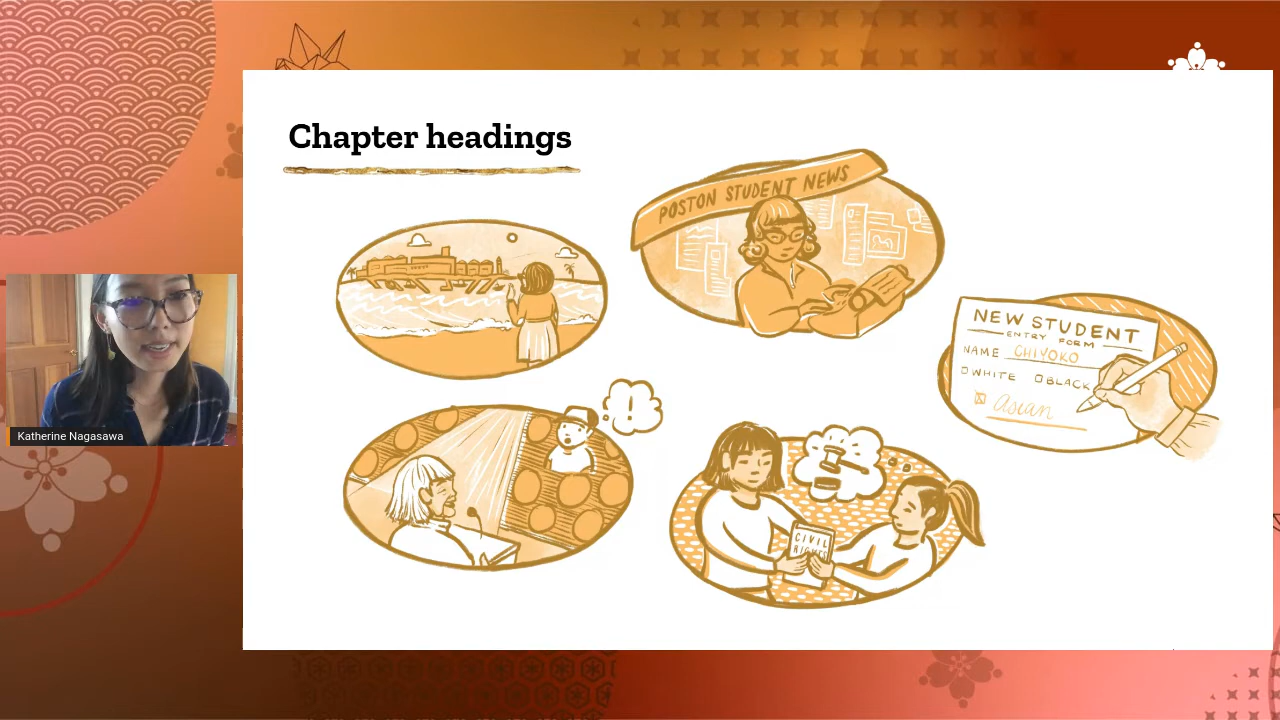 Chapter headings
POSTON STUDENT NEWS
NEW STUDENT
ENTRY FORM
NAME CHIYOKO
WHITE BLACK
Asian
!
CIVIL
RIGHTS
Katherine Nagasawa